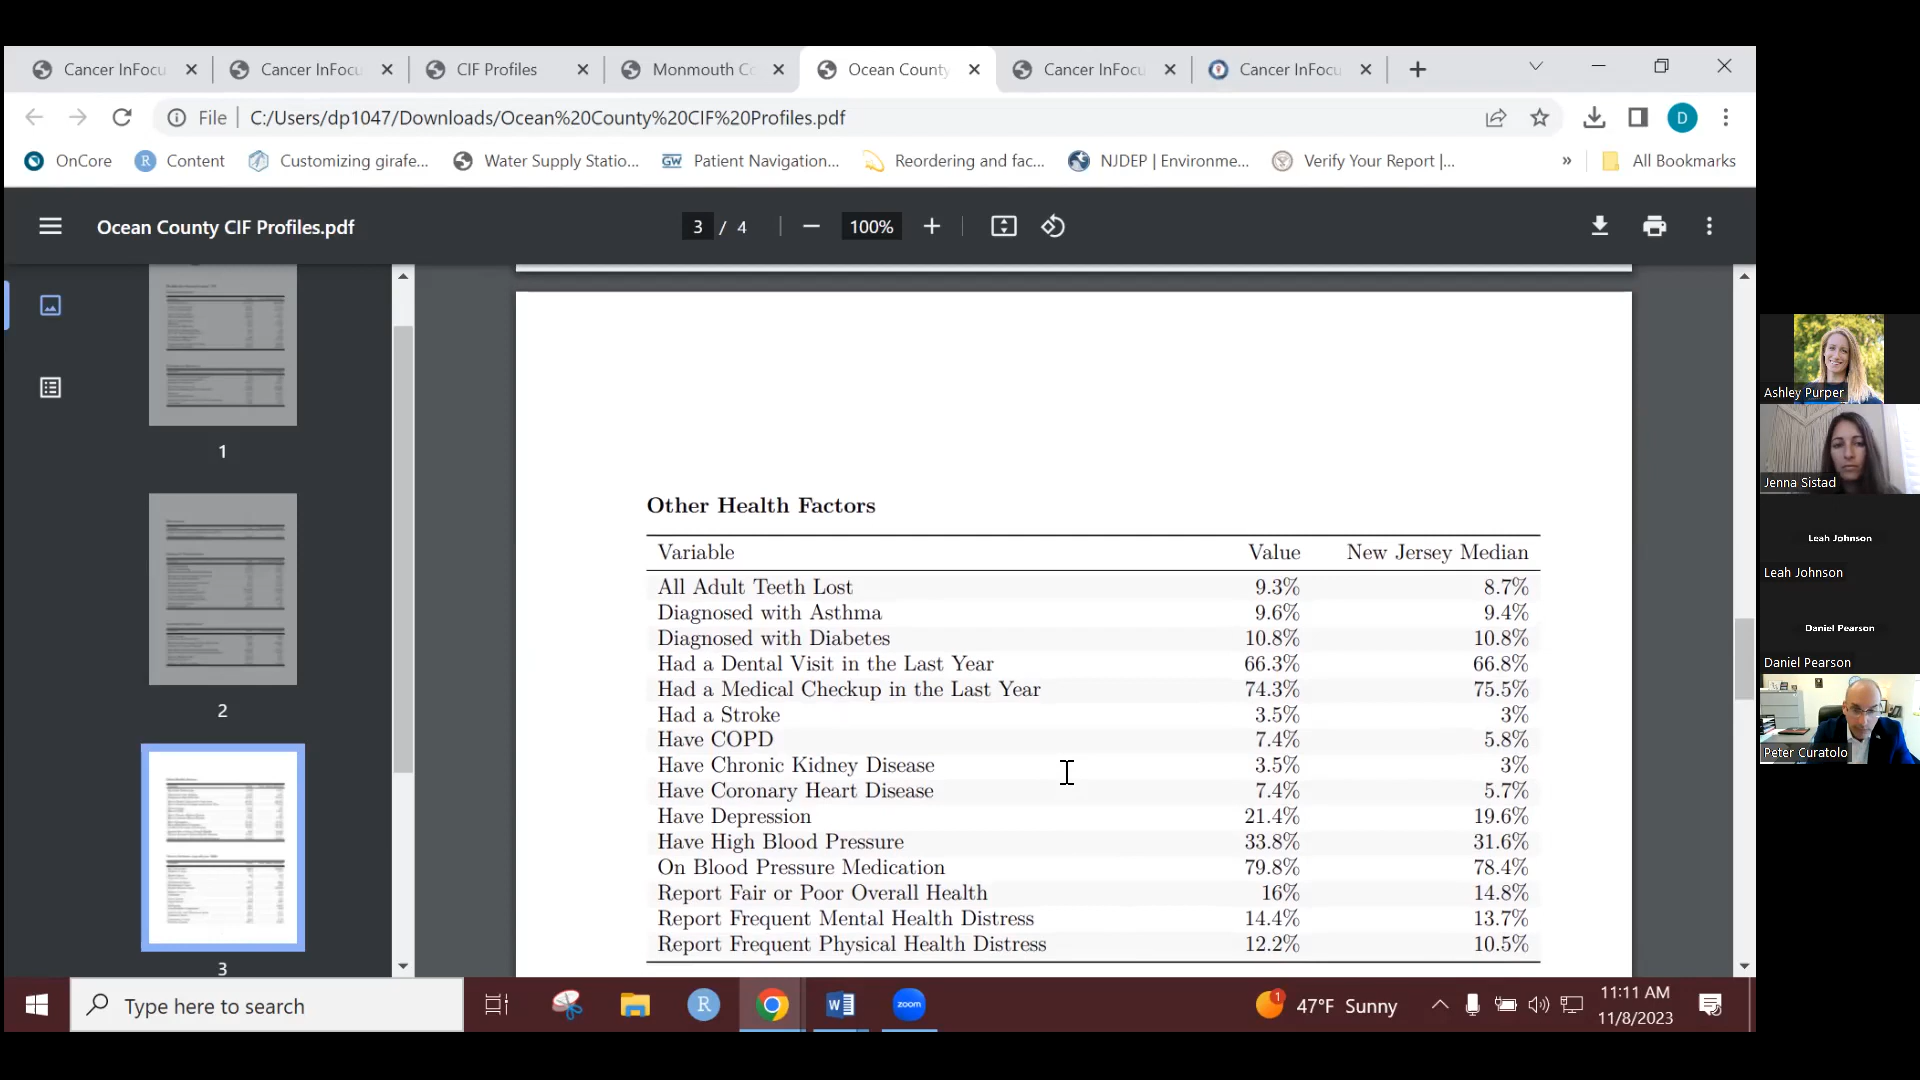 Cancer InFocu
Cancer InFocu
CIF Profiles
Monmouth Co
Ocean County
Cancer InFocu
Cancer InFocu
File
C:/Users/dp1047/Downloads/Ocean%20County%20CIF%20Profiles.pdf
D
OnCore
R Content
Customizing girafe...
Water Supply Statio...
GW Patient Navigation...
Reordering and fac...
NJDEP | Environme...
Verify Your Report |...
»
All Bookmarks
Ocean County CIF Profiles.pdf
3 / 4
100%
1
2
3
Other Health Factors
Variable Value New Jersey Median
All Adult Teeth Lost 9.3% 8.7%
Diagnosed with Asthma 9.6% 9.4%
Diagnosed with Diabetes 10.8% 10.8%
Had a Dental Visit in the Last Year 66.3% 66.8%
Had a Medical Checkup in the Last Year 74.3% 75.5%
Had a Stroke 3.5% 3%
Have COPD 7.4% 5.8%
Have Chronic Kidney Disease 3.5% 3%
Have Coronary Heart Disease 7.4% 5.7%
Have Depression 21.4% 19.6%
Have High Blood Pressure 33.8% 31.6%
On Blood Pressure Medication 79.8% 78.4%
Report Fair or Poor Overall Health 16% 14.8%
Report Frequent Mental Health Distress 14.4% 13.7%
Report Frequent Physical Health Distress 12.2% 10.5%
Ashley Purper
Jenna Sistad
Leah Johnson
Leah Johnson
Daniel Pearson
Daniel Pearson
Peter Curatolo
Type here to search
R
W
zoom
1
47°F Sunny
11:11 AM
11/8/2023